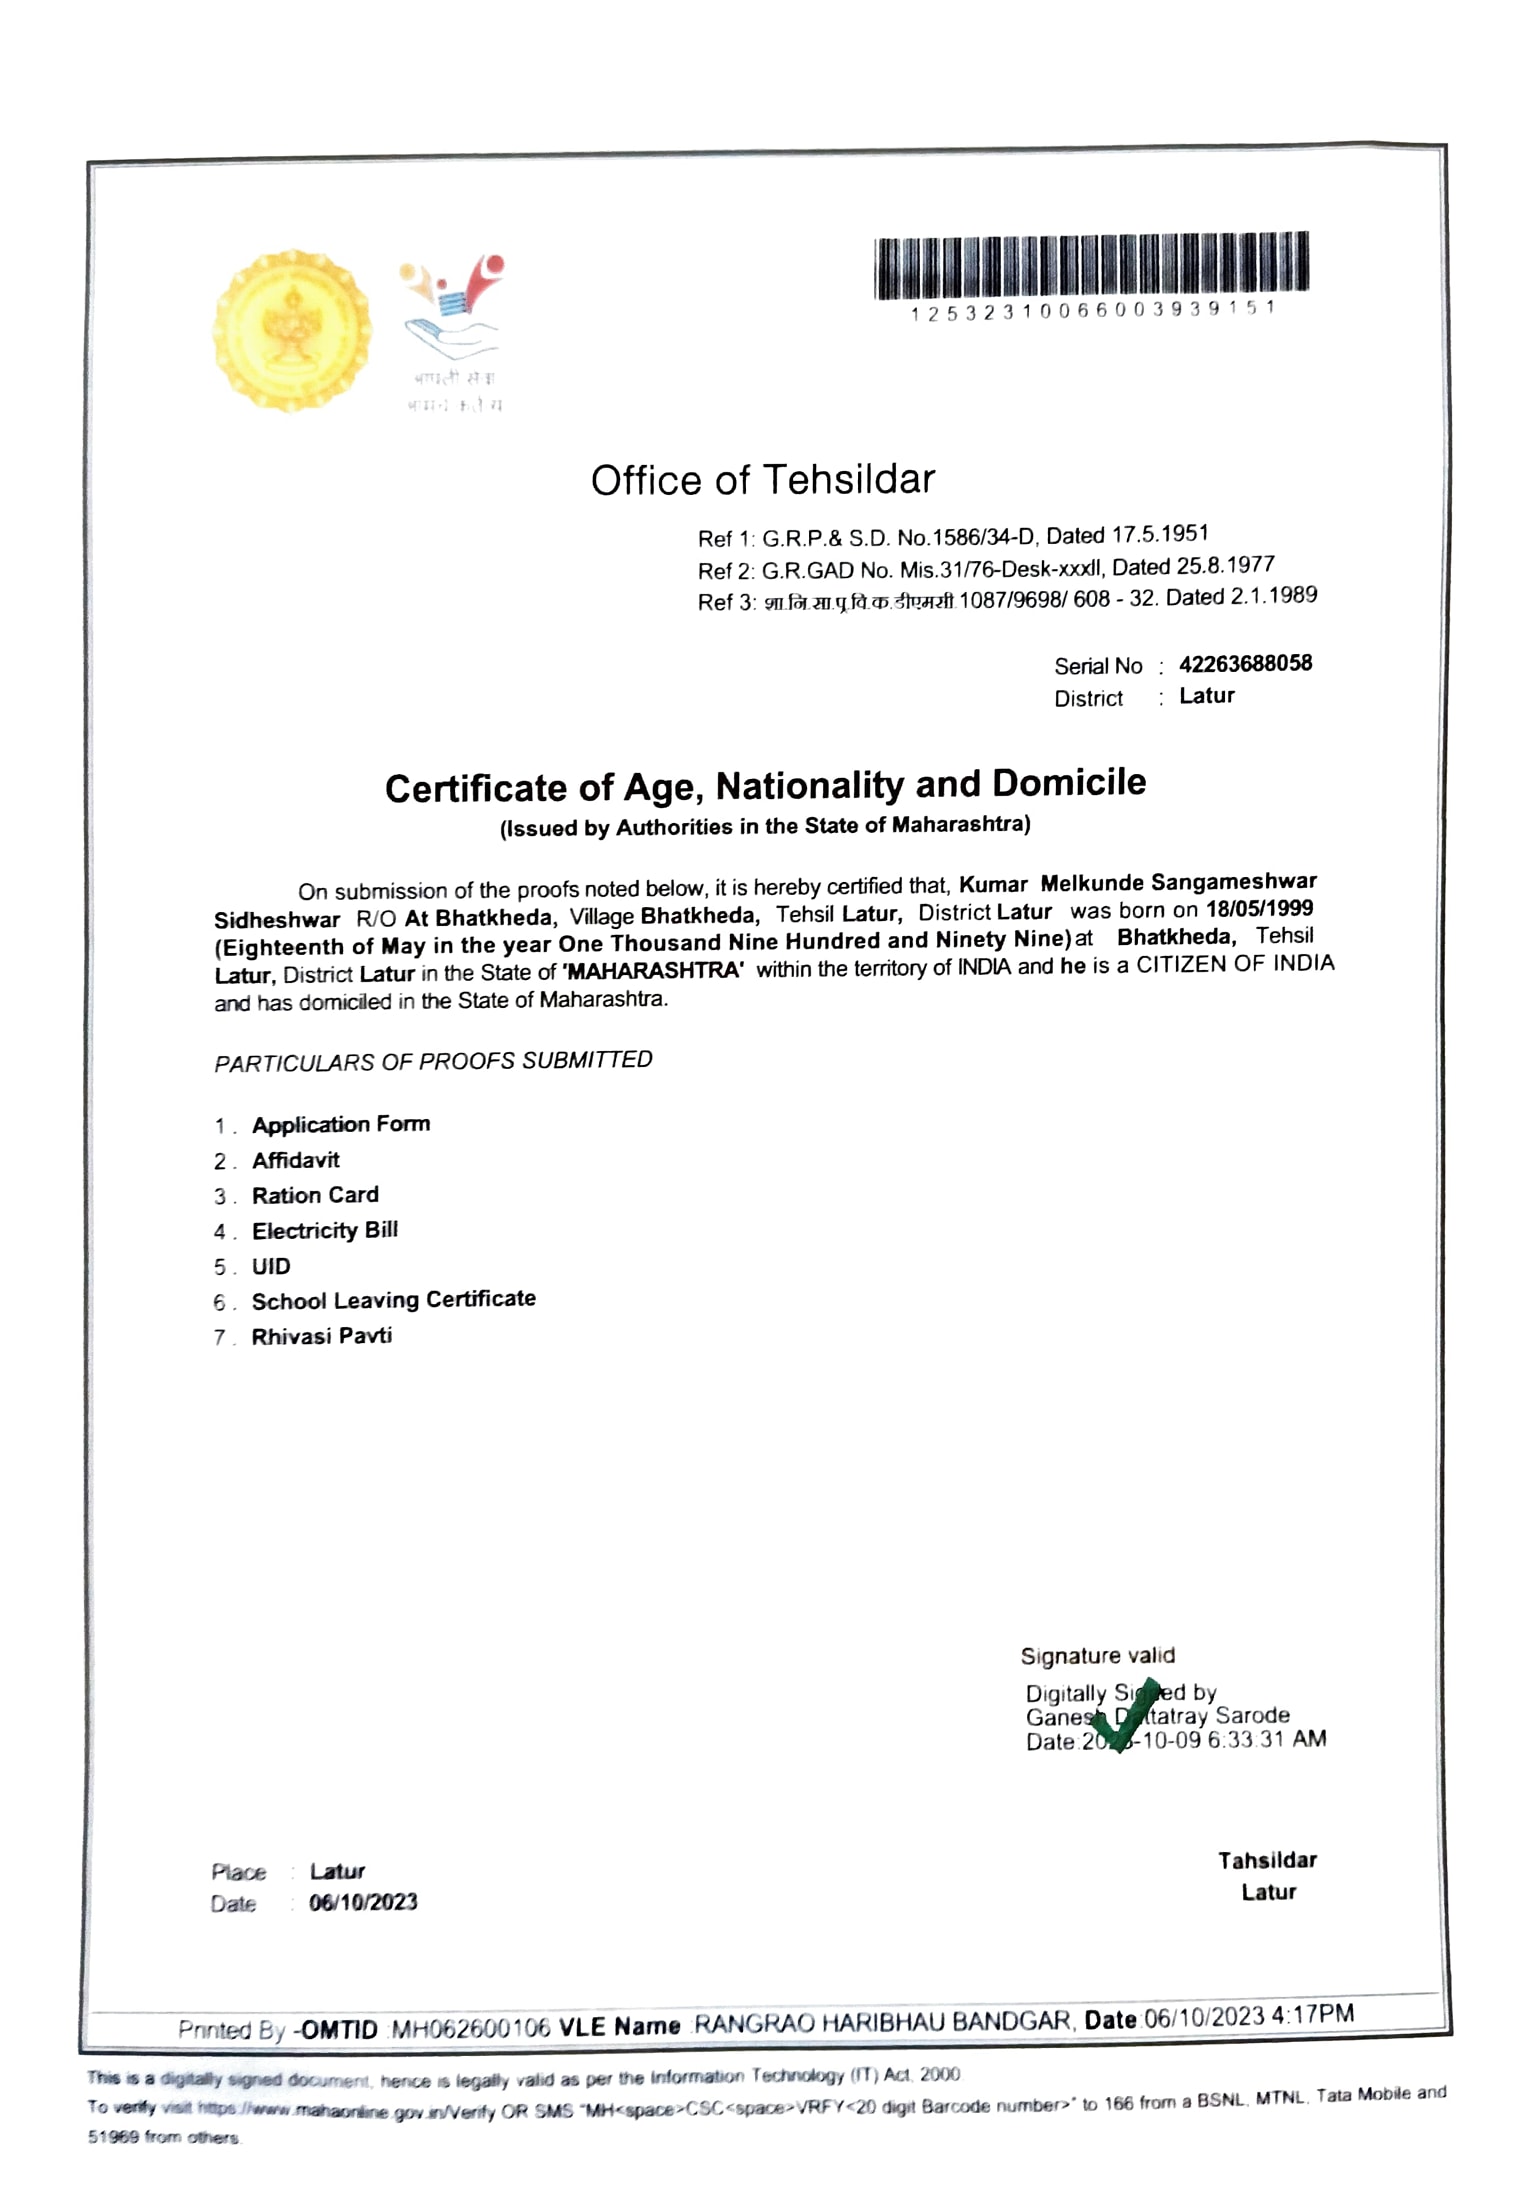 12532310066003939151
आपली सेवा
आमचे कर्तव्य
Office of Tehsildar
Ref 1: G.R.P.& S.D. No.1586/34-D, Dated 17.5.1951
Ref 2: G.R.GAD No. Mis.31/76-Desk-xxxII, Dated 25.8.1977
Ref 3: शा.नि.सा.पू.वि.क.डीएमसी.1087/9698/ 608 - 32. Dated 2.1.1989
Serial No : 42263688058
District : Latur
Certificate of Age, Nationality and Domicile
(Issued by Authorities in the State of Maharashtra)
On submission of the proofs noted below, it is hereby certified that, Kumar Melkunde Sangameshwar
Sidheshwar R/O At Bhatkheda, Village Bhatkheda, Tehsil Latur, District Latur was born on 18/05/1999
(Eighteenth of May in the year One Thousand Nine Hundred and Ninety Nine) at Bhatkheda, Tehsil
Latur, District Latur in the State of 'MAHARASHTRA' within the territory of INDIA and he is a CITIZEN OF INDIA
and has domiciled in the State of Maharashtra.
PARTICULARS OF PROOFS SUBMITTED
1 . Application Form
2 . Affidavit
3 . Ration Card
4 . Electricity Bill
5 . UID
6 . School Leaving Certificate
7 . Rhivasi Pavti
Signature valid
Digitally Signed by
Ganesh Dattatray Sarode
Date:2023-10-09 6:33:31 AM
Tahsildar
Latur
Place : Latur
Date : 06/10/2023
Printed By -OMTID :MH062600106 VLE Name :RANGRAO HARIBHAU BANDGAR, Date:06/10/2023 4:17PM
This is a digitally signed document, hence is legally valid as per the Information Technology (IT) Act, 2000
To verify visit https://www.mahaonline.gov.in/Verify OR SMS "MH<space>CSC<space>VRFY<20 digit Barcode number>" to 166 from a BSNL, MTNL, Tata Mobile and
51969 from others.